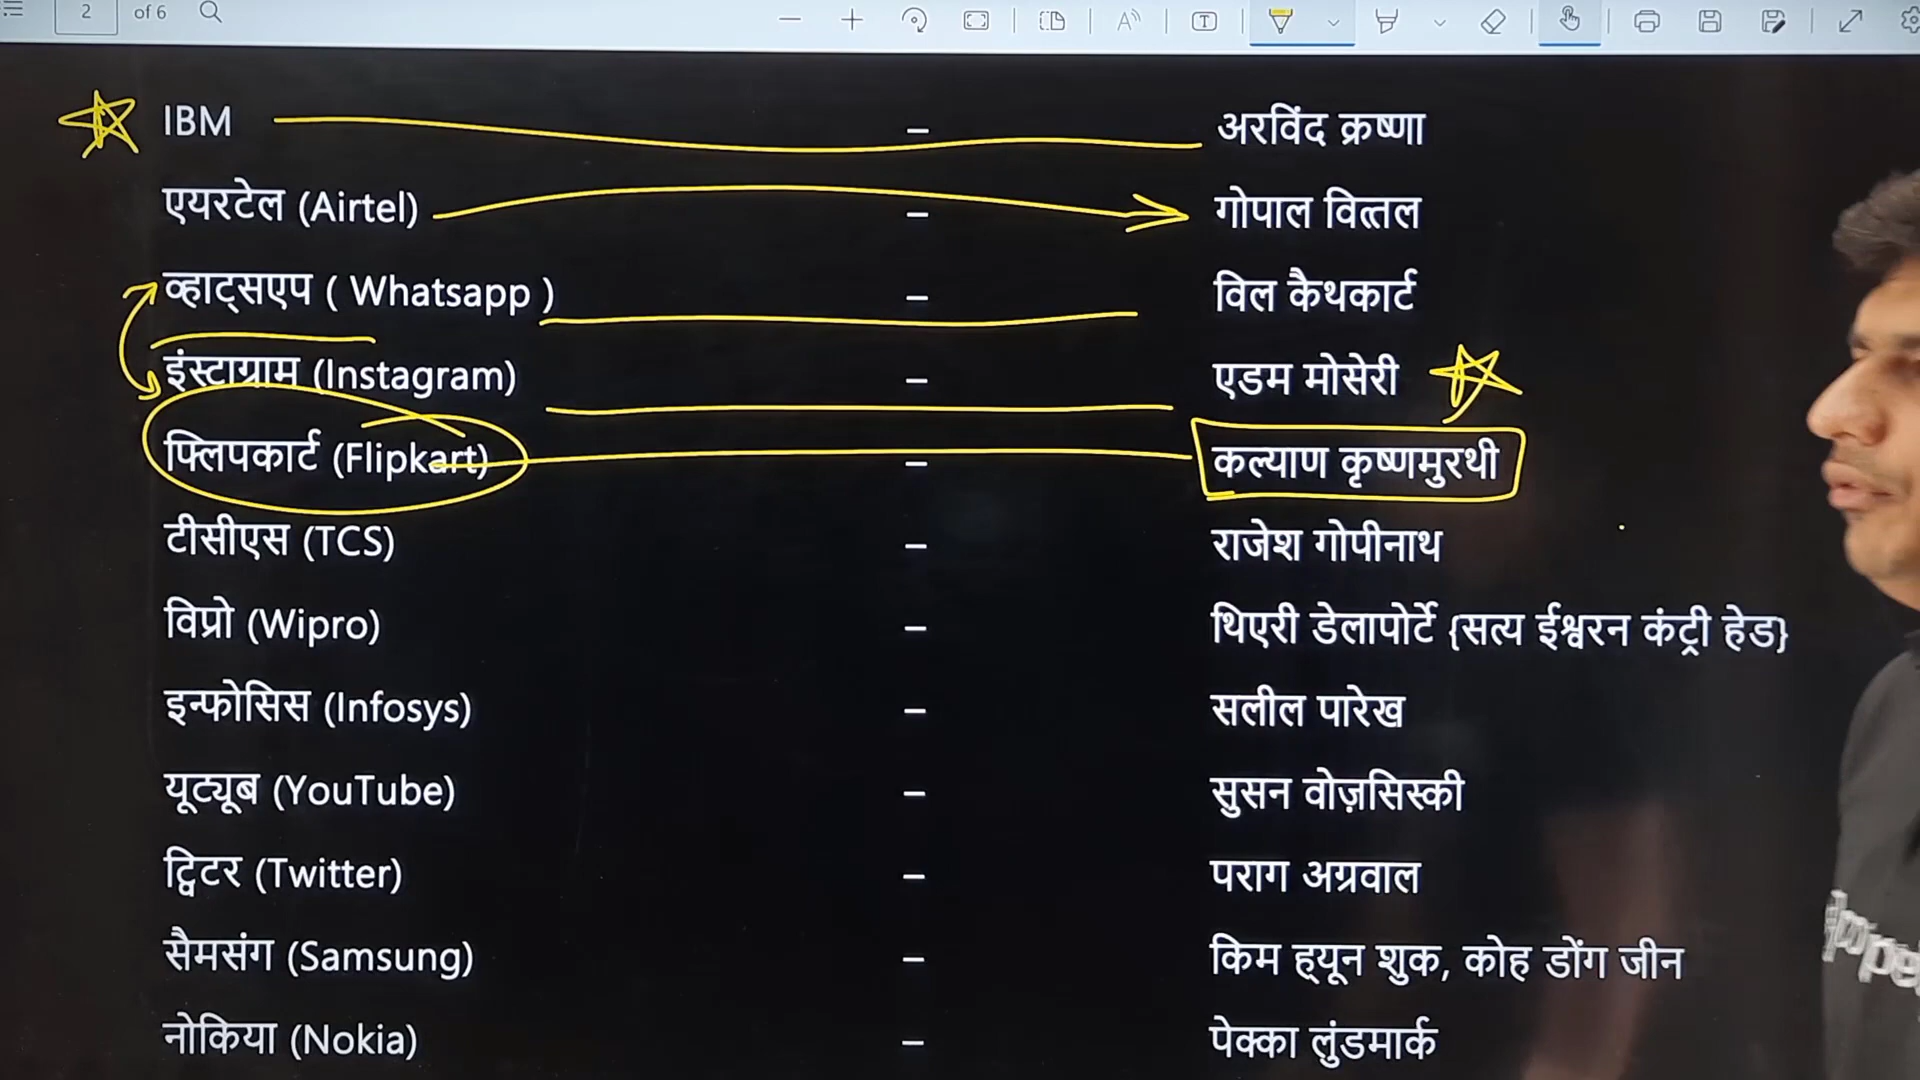 2 of 6
IBM – अरविंद क्रष्णा
एयरटेल (Airtel) – गोपाल वित्तल
व्हाट्सएप ( Whatsapp ) – विल कैथकार्ट
इंस्टाग्राम (Instagram) – एडम मोसेरी
फ्लिपकार्ट (Flipkart) – कल्याण कृष्णमुरथी
टीसीएस (TCS) – राजेश गोपीनाथ
विप्रो (Wipro) – थिएरी डेलापोर्टे {सत्य ईश्वरन कंट्री हेड}
इन्फोसिस (Infosys) – सलील पारेख
यूट्यूब (YouTube) – सुसन वोज़सिस्की
ट्विटर (Twitter) – पराग अग्रवाल
सैमसंग (Samsung) – किम ह्यून शुक, कोह डोंग जीन
नोकिया (Nokia) – पेक्का लुंडमार्क